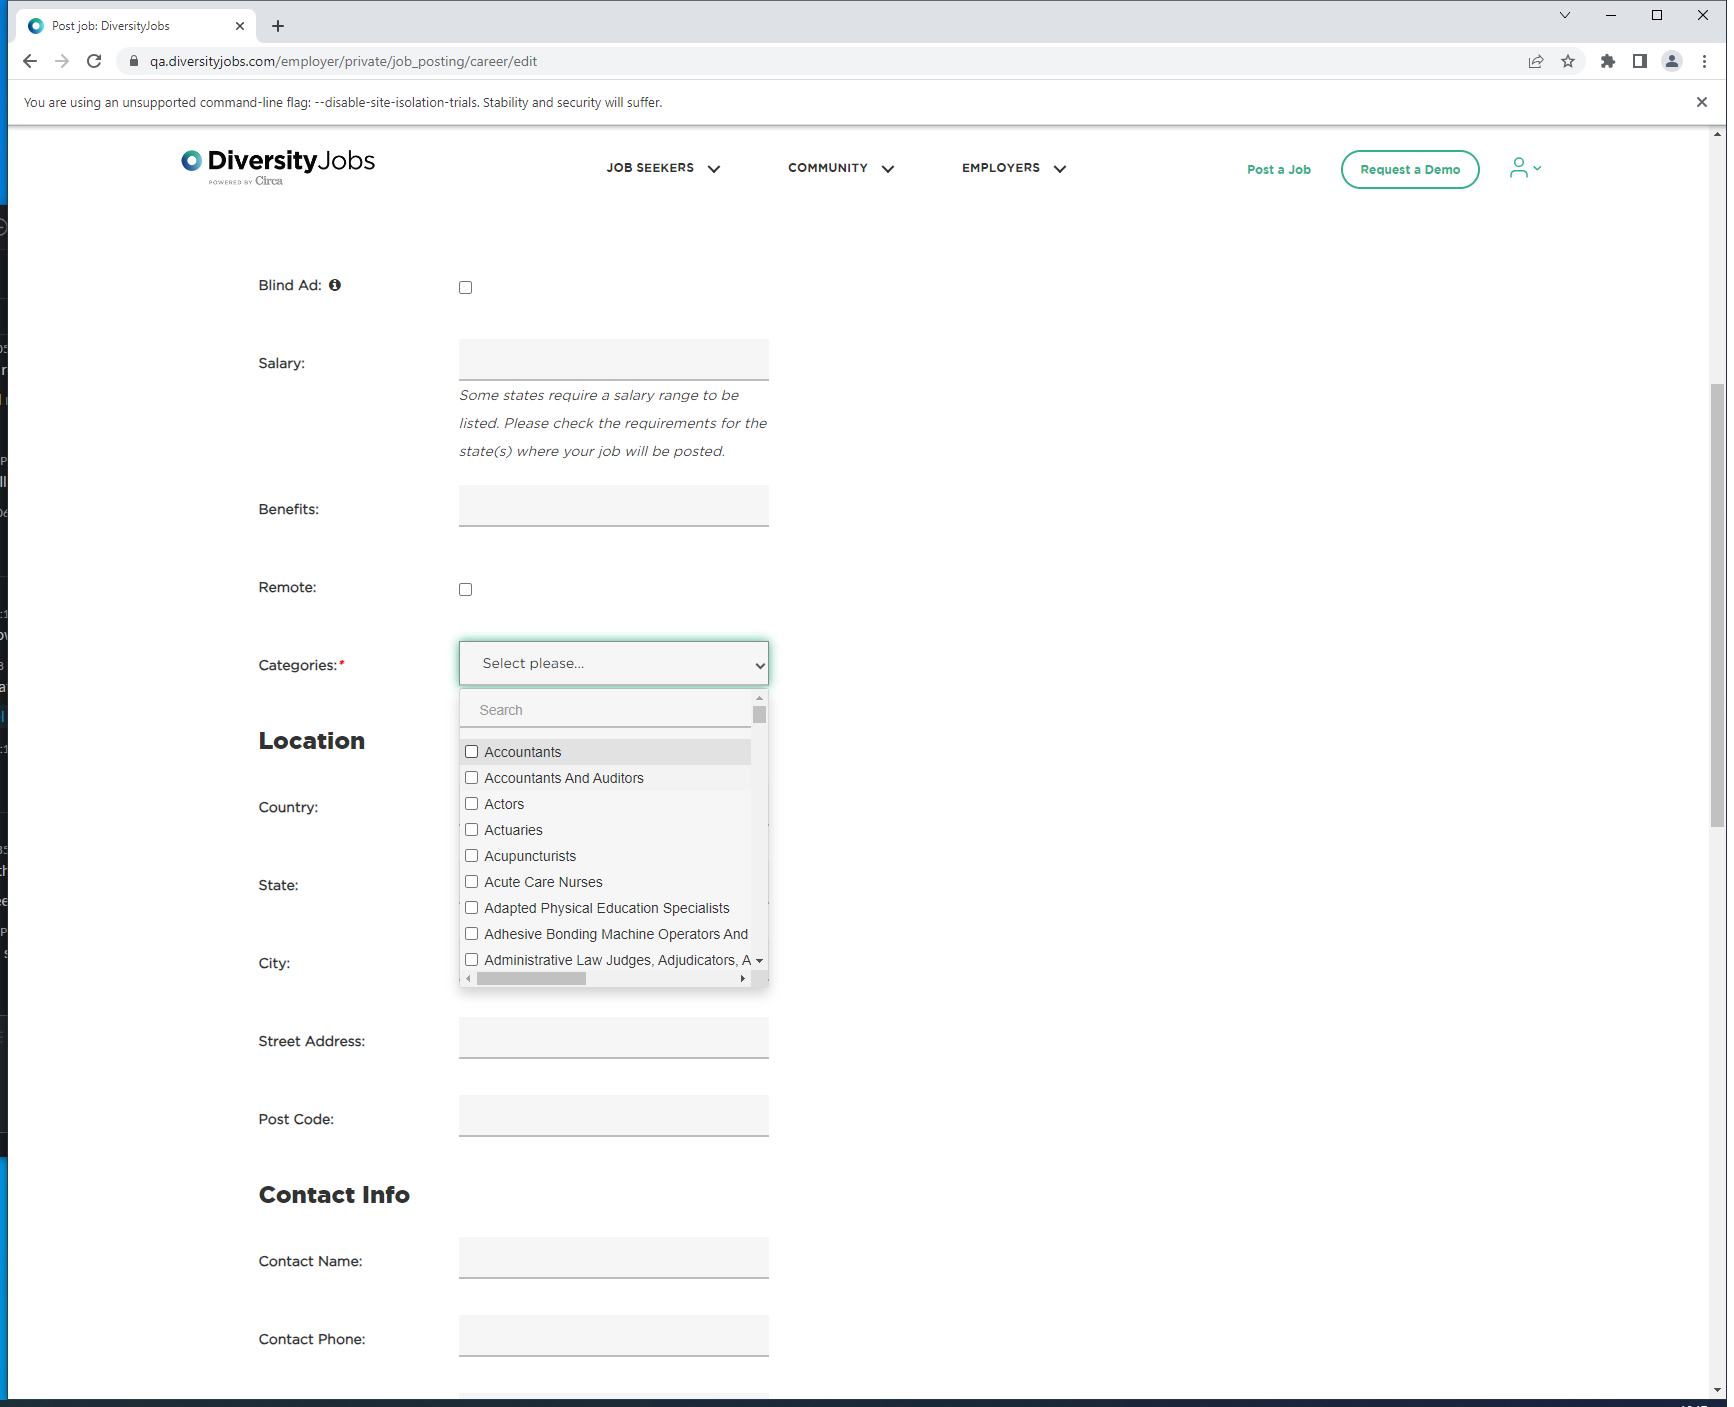 Post job: DiversityJobs
qa.diversityjobs.com/employer/private/job_posting/career/edit
You are using an unsupported command-line flag: --disable-site-isolation-trials. Stability and security will suffer.
DiversityJobs
POWERED BY Circa
JOB SEEKERS
COMMUNITY
EMPLOYERS
Post a Job
Request a Demo
Blind Ad:
Salary:
Some states require a salary range to be
listed. Please check the requirements for the
state(s) where your job will be posted.
Benefits:
Remote:
Categories:*
Select please...
Search
Accountants
Accountants And Auditors
Actors
Actuaries
Acupuncturists
Acute Care Nurses
Adapted Physical Education Specialists
Adhesive Bonding Machine Operators And
Administrative Law Judges, Adjudicators, A
Location
Country:
State:
City:
Street Address:
Post Code:
Contact Info
Contact Name:
Contact Phone: